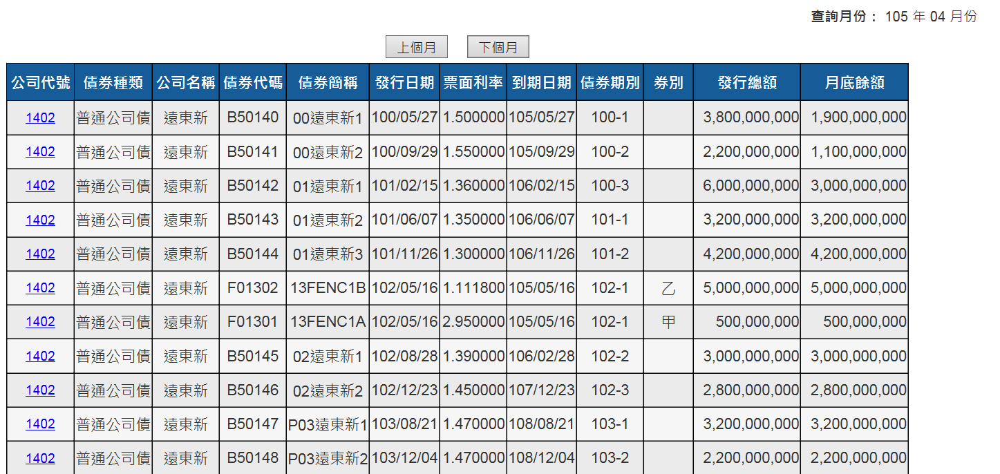 查詢月份： 105 年 04 月份
上個月 下個月
公司代號 債券種類 公司名稱 債券代碼 債券簡稱 發行日期 票面利率 到期日期 債券期別 券別 發行總額 月底餘額
1402 普通公司債 遠東新 B50140 00遠東新1 100/05/27 1.500000 105/05/27 100-1 3,800,000,000 1,900,000,000
1402 普通公司債 遠東新 B50141 00遠東新2 100/09/29 1.550000 105/09/29 100-2 2,200,000,000 1,100,000,000
1402 普通公司債 遠東新 B50142 01遠東新1 101/02/15 1.360000 106/02/15 100-3 6,000,000,000 3,000,000,000
1402 普通公司債 遠東新 B50143 01遠東新2 101/06/07 1.350000 106/06/07 101-1 3,200,000,000 3,200,000,000
1402 普通公司債 遠東新 B50144 01遠東新3 101/11/26 1.300000 106/11/26 101-2 4,200,000,000 4,200,000,000
1402 普通公司債 遠東新 F01302 13FENC1B 102/05/16 1.111800 105/05/16 102-1 乙 5,000,000,000 5,000,000,000
1402 普通公司債 遠東新 F01301 13FENC1A 102/05/16 2.950000 105/05/16 102-1 甲 500,000,000 500,000,000
1402 普通公司債 遠東新 B50145 02遠東新1 102/08/28 1.390000 106/02/28 102-2 3,000,000,000 3,000,000,000
1402 普通公司債 遠東新 B50146 02遠東新2 102/12/23 1.450000 107/12/23 102-3 2,800,000,000 2,800,000,000
1402 普通公司債 遠東新 B50147 P03遠東新1 103/08/21 1.470000 108/08/21 103-1 3,200,000,000 3,200,000,000
1402 普通公司債 遠東新 B50148 P03遠東新2 103/12/04 1.470000 108/12/04 103-2 2,200,000,000 2,200,000,000